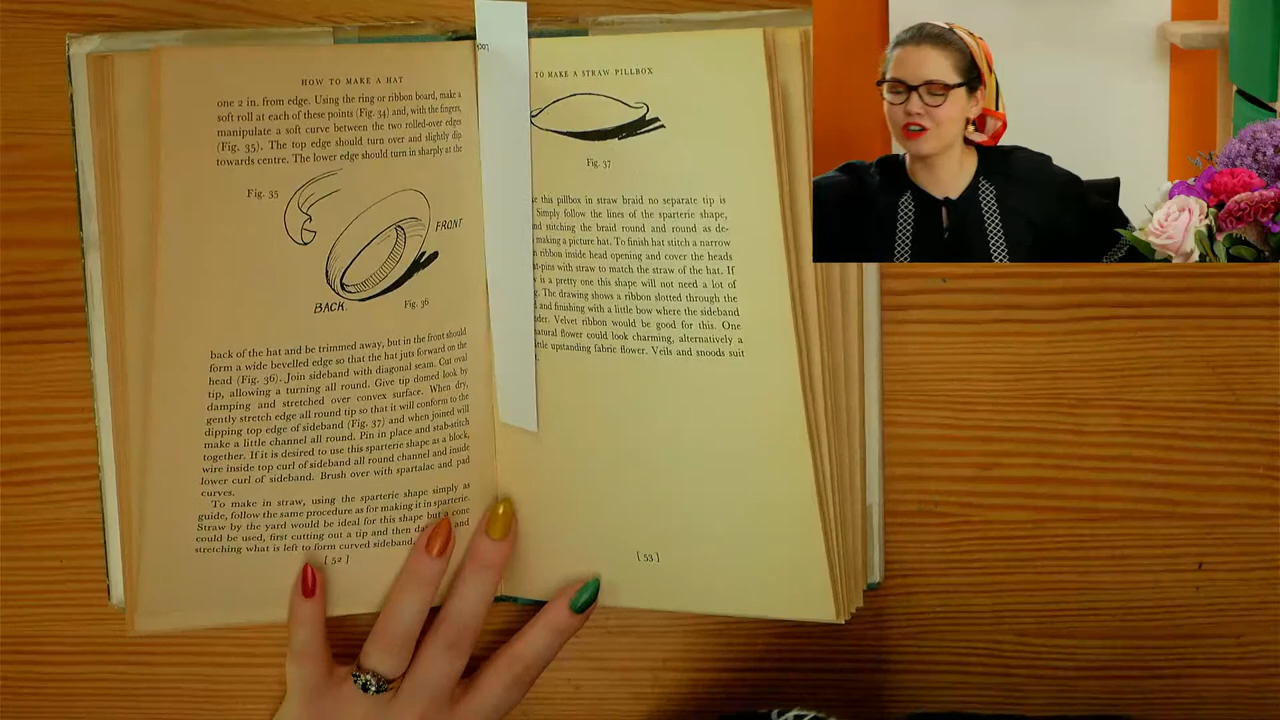 HOW TO MAKE A HAT
one 2 in. from edge. Using the ring or ribbon board, make a
soft roll at each of these points (Fig. 34) and, with the fingers,
manipulate a soft curve between the two rolled-over edges
(Fig. 35). The top edge should turn over and slightly dip
towards centre. The lower edge should turn in sharply at the
Fig. 35
FRONT
BACK.
Fig. 36
back of the hat and be trimmed away, but in the front should
form a wide bevelled edge so that the hat juts forward on the
head (Fig. 36). Join sideband with diagonal seam. Cut oval
tip, allowing a turning all round. Give tip domed look by
damping and stretched over convex surface. When dry,
gently stretch edge all round tip so that it will conform to the
dipping top edge of sideband (Fig. 37) and when joined will
make a little channel all round. Pin in place and stab-stitch
together. If it is desired to use this sparterie shape as a block,
wire inside top curl of sideband all round channel and inside
lower curl of sideband. Brush over with spartalac and pad
curves.
To make in straw, using the sparterie shape simply as
guide, follow the same procedure as for making it in sparterie.
Straw by the yard would be ideal for this shape but a cone
could be used, first cutting out a tip and then and
stretching what is left to form curved sideband,
[ 52 ]
TO MAKE A STRAW PILLBOX
Fig. 37
this pillbox in straw braid no separate tip is
Simply follow the lines of the sparterie shape,
stitching the braid round and round as de-
making a picture hat. To finish hat stitch a narrow
ribbon inside head opening and cover the heads
with straw to match the straw of the hat. If
is a pretty one this shape will not need a lot of
The drawing shows a ribbon slotted through the
and finishing with a little bow where the sideband
Velvet ribbon would be good for this. One
natural flower could look charming, alternatively a
upstanding fabric flower. Veils and snoods suit
[ 53 ]